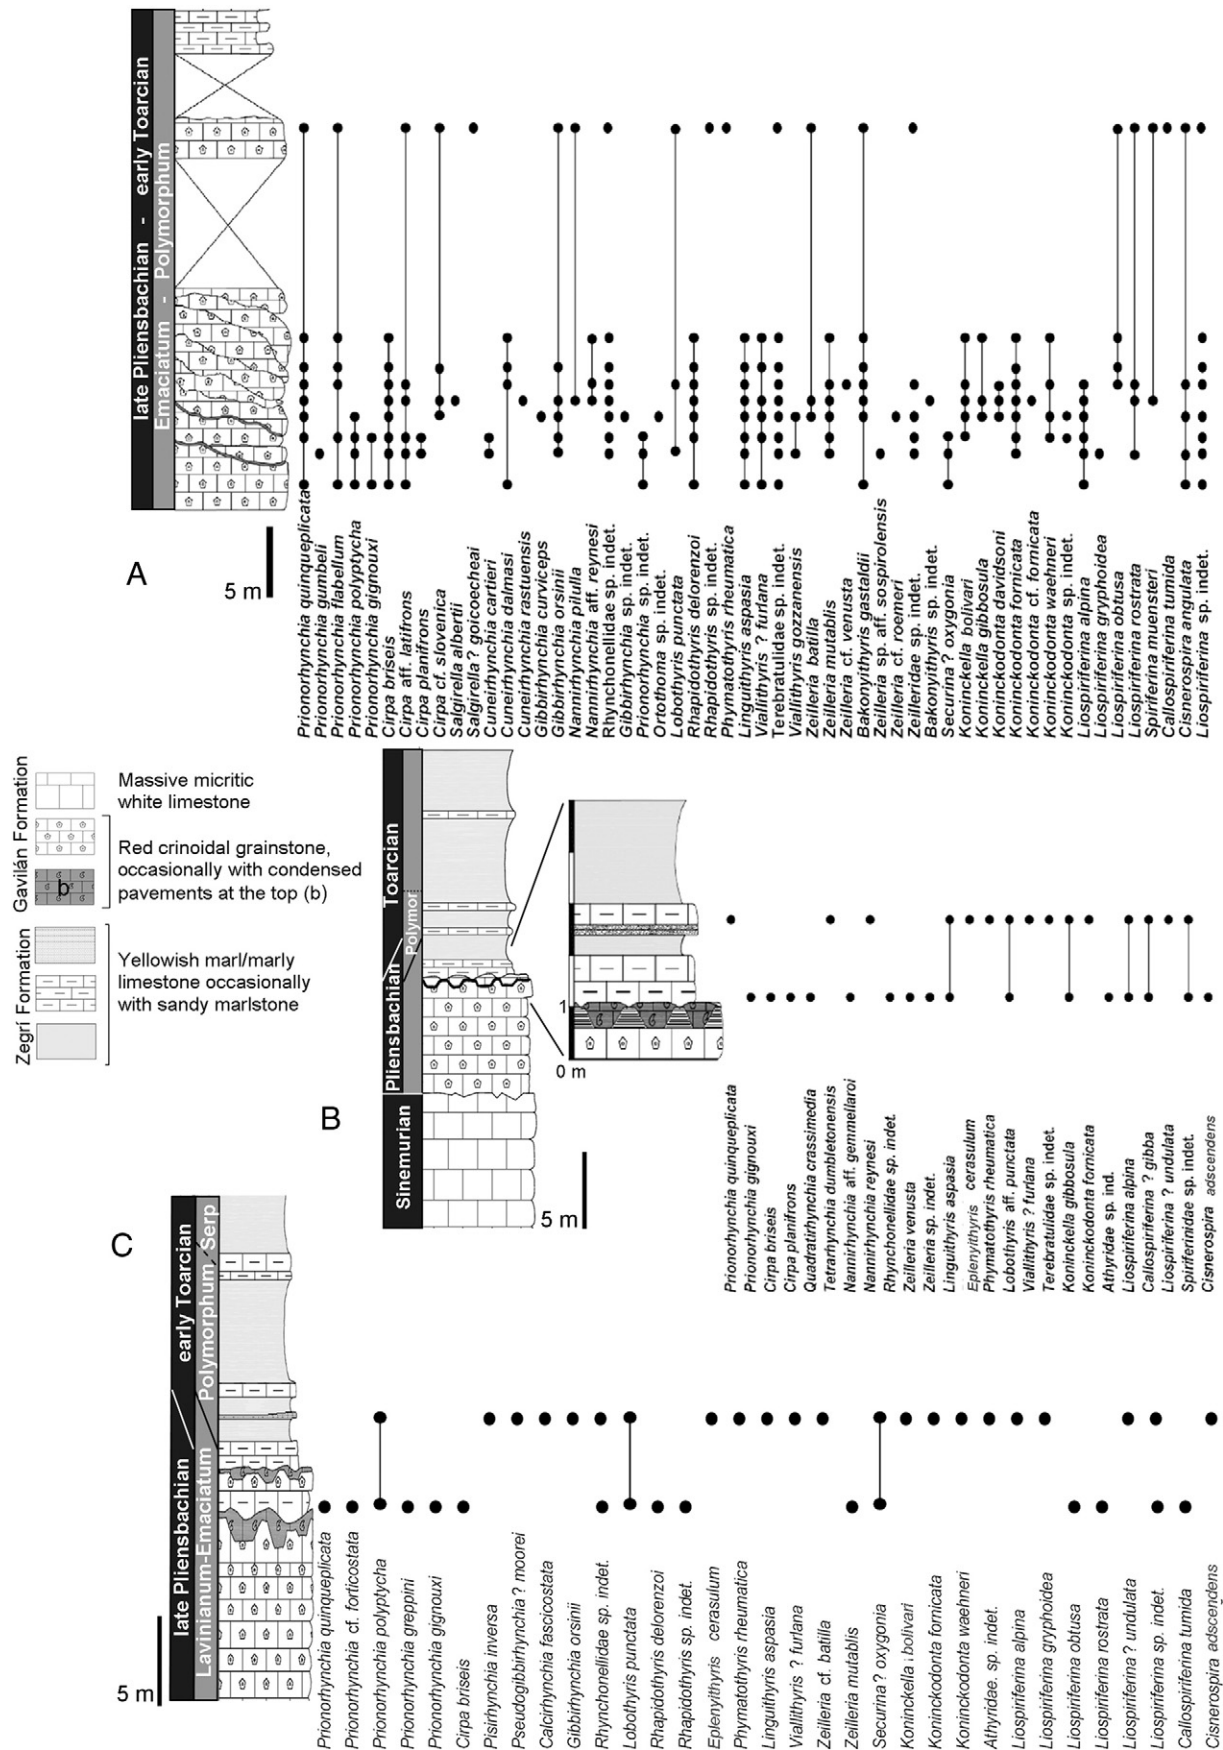 late Pliensbachian - early Toarcian
Emaciatum - Polymorphum
A
5 m
Prionorhynchia quinqueplicata
Prionorhynchia gumbeli
Prionorhynchia flabellum
Prionorhynchia polyptycha
Prionorhynchia gignouxi
Cirpa briseis
Cirpa aff. latifrons
Cirpa planifrons
Cirpa cf. slovenica
Salgirella albertii
Salgirella ? goicoecheai
Cuneirhynchia cartieri
Cuneirhynchia dalmasi
Cuneirhynchia rastuensis
Gibbirhynchia curviceps
Gibbirhynchia orsinii
Nannirhynchia pillula
Nannirhynchia aff. reynesi
Rhynchonellidae sp. indet.
Gibbirhynchia sp. indet.
Prionorhynchia sp. indet.
Ortothoma sp. indet.
Lobothyris punctata
Rhapidothyris delorenzoi
Rhapidothyris sp. indet.
Phymatothyris rheumatica
Linguithyris aspasia
Viallithyris ? furlana
Terebratulidae sp. indet.
Viallithyris gozzanensis
Zeilleria batilla
Zeilleria mutabilis
Zeilleria cf. venusta
Bakonyithyris gastaldii
Zeilleria sp. aff. sospirolensis
Zeilleria cf. roemeri
Zeilleridae sp. indet.
Bakonyithyris sp. indet.
Securina ? oxygonia
Koninckella bolivari
Koninckella gibbosula
Koninckodonta davidsoni
Koninckodonta fornicata
Koninckodonta cf. fornicata
Koninckodonta waehneri
Koninckodonta sp. indet.
Liospiriferina alpina
Liospiriferina gryphoidea
Liospiriferina obtusa
Liospiriferina rostrata
Spiriferina muensteri
Callospiriferina tumida
Cisnerospira angulata
Liospiriferina sp. indet.
Gavilán Formation
Massive micritic
white limestone
Red crinoidal grainstone,
occasionally with condensed
pavements at the top (b)
b
Zegrí Formation
Yellowish marl/marly
limestone occasionally
with sandy marlstone
B
Toarcian
Polymor
Pliensbachian
Sinemurian
5 m
1
0 m
Prionorhynchia quinqueplicata
Prionorhynchia gignouxi
Cirpa briseis
Cirpa planifrons
Quadratirhynchia crassimedia
Tetrarhynchia dumbletonensis
Nannirhynchia aff. gemmellaroi
Nannirhynchia reynesi
Rhynchonellidae sp. indet.
Zeilleria venusta
Zeilleria sp. indet.
Linguithyris aspasia
Eplenyithyris cerasulum
Phymatothyris rheumatica
Lobothyris aff. punctata
Viallithyris ? furlana
Terebratulidae sp. indet.
Koninckella gibbosula
Koninckodonta fornicata
Athyridae sp. ind.
Liospiriferina alpina
Callospiriferina ? gibba
Liospiriferina ? undulata
Spiriferinidae sp. indet.
Cisnerospira adscendens
C
early Toarcian
Polymorphum Serp
late Pliensbachian
Lavinianum-Emaciatum
5 m
Prionorhynchia quinqueplicata
Prionorhynchia cf. forticostata
Prionorhynchia polyptycha
Prionorhynchia greppini
Prionorhynchia gignouxi
Cirpa briseis
Pisirhynchia inversa
Pseudogibbirhynchia ? moorei
Calcirhynchia fascicostata
Gibbirhynchia orsinii
Rhynchonellidae sp. indet.
Lobothyris punctata
Rhapidothyris delorenzoi
Rhapidothyris sp. indet.
Eplenyithyris cerasulum
Phymatothyris rheumatica
Linguithyris aspasia
Viallithyris ? furlana
Zeilleria cf. batilla
Zeilleria mutabilis
Securina ? oxygonia
Koninckella bolivari
Koninckodonta fornicata
Koninckodonta waehneri
Athyridae. sp. indet.
Liospiriferina alpina
Liospiriferina gryphoidea
Liospiriferina obtusa
Liospiriferina rostrata
Liospiriferina ? undulata
Liospiriferina sp. indet.
Callospiriferina tumida
Cisnerospira adscendens